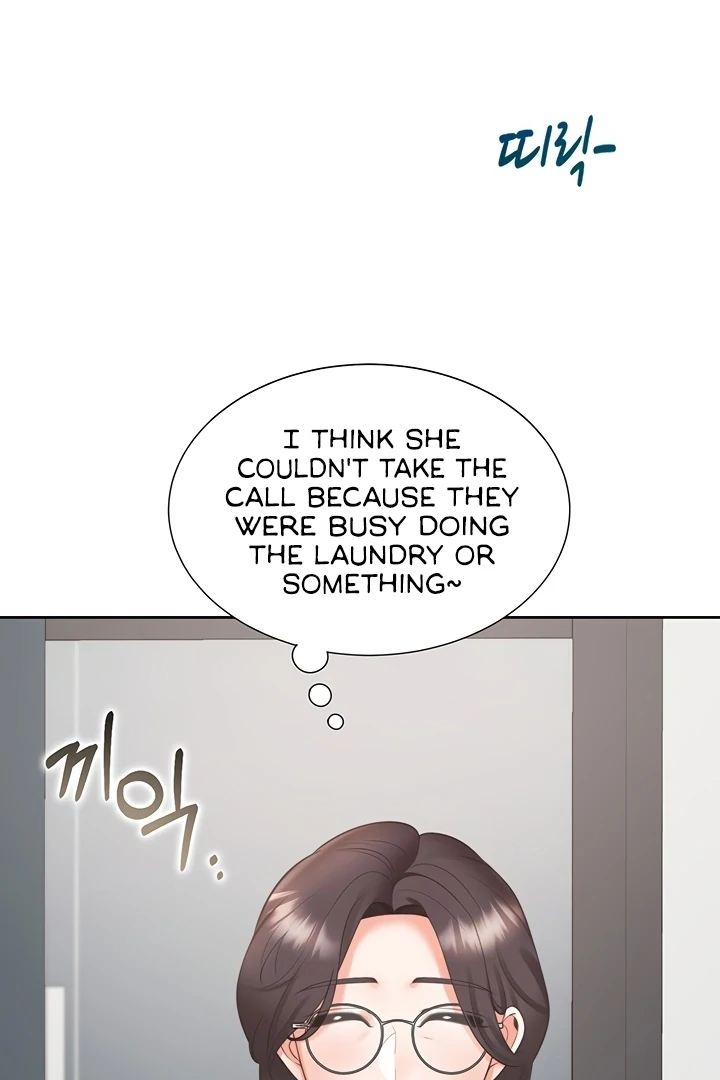 띠릭-
I THINK SHE
COULDN'T TAKE THE
CALL BECAUSE THEY
WERE BUSY DOING
THE LAUNDRY OR
SOMETHING~
끼익..